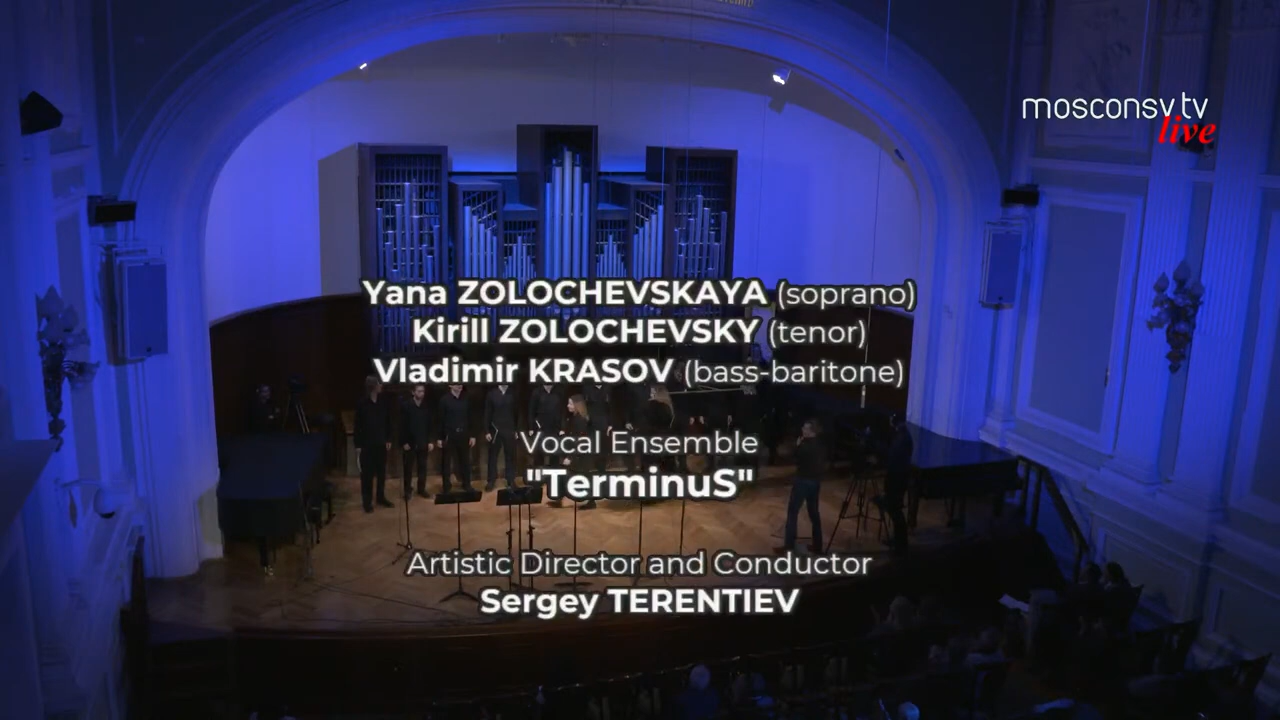 mosconsv.tv
live
Yana ZOLOCHEVSKAYA (soprano)
Kirill ZOLOCHEVSKY (tenor)
Vladimir KRASOV (bass-baritone)
Vocal Ensemble
"TerminuS"
Artistic Director and Conductor
Sergey TERENTIEV